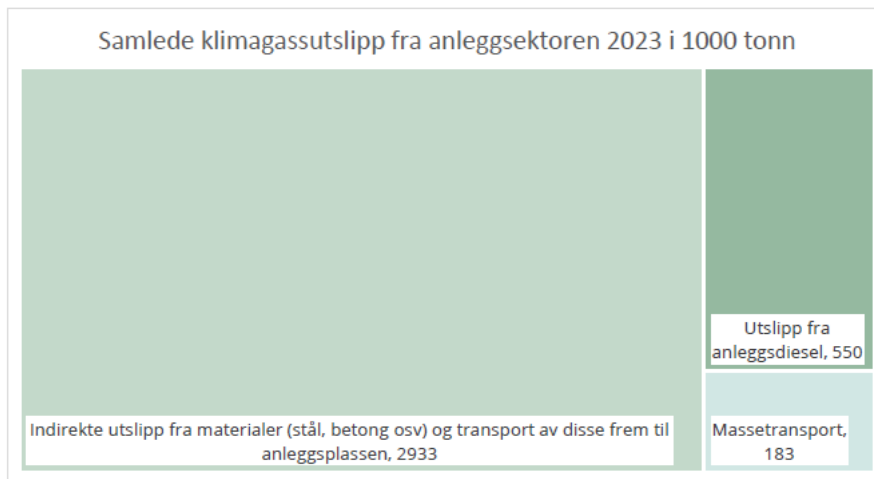 Samlede klimagassutslipp fra anleggsektoren 2023 i 1000 tonn
Utslipp fra
anleggsdiesel, 550
Indirekte utslipp fra materialer (stål, betong osv) og transport av disse frem til
anleggsplassen, 2933
Massetransport,
183